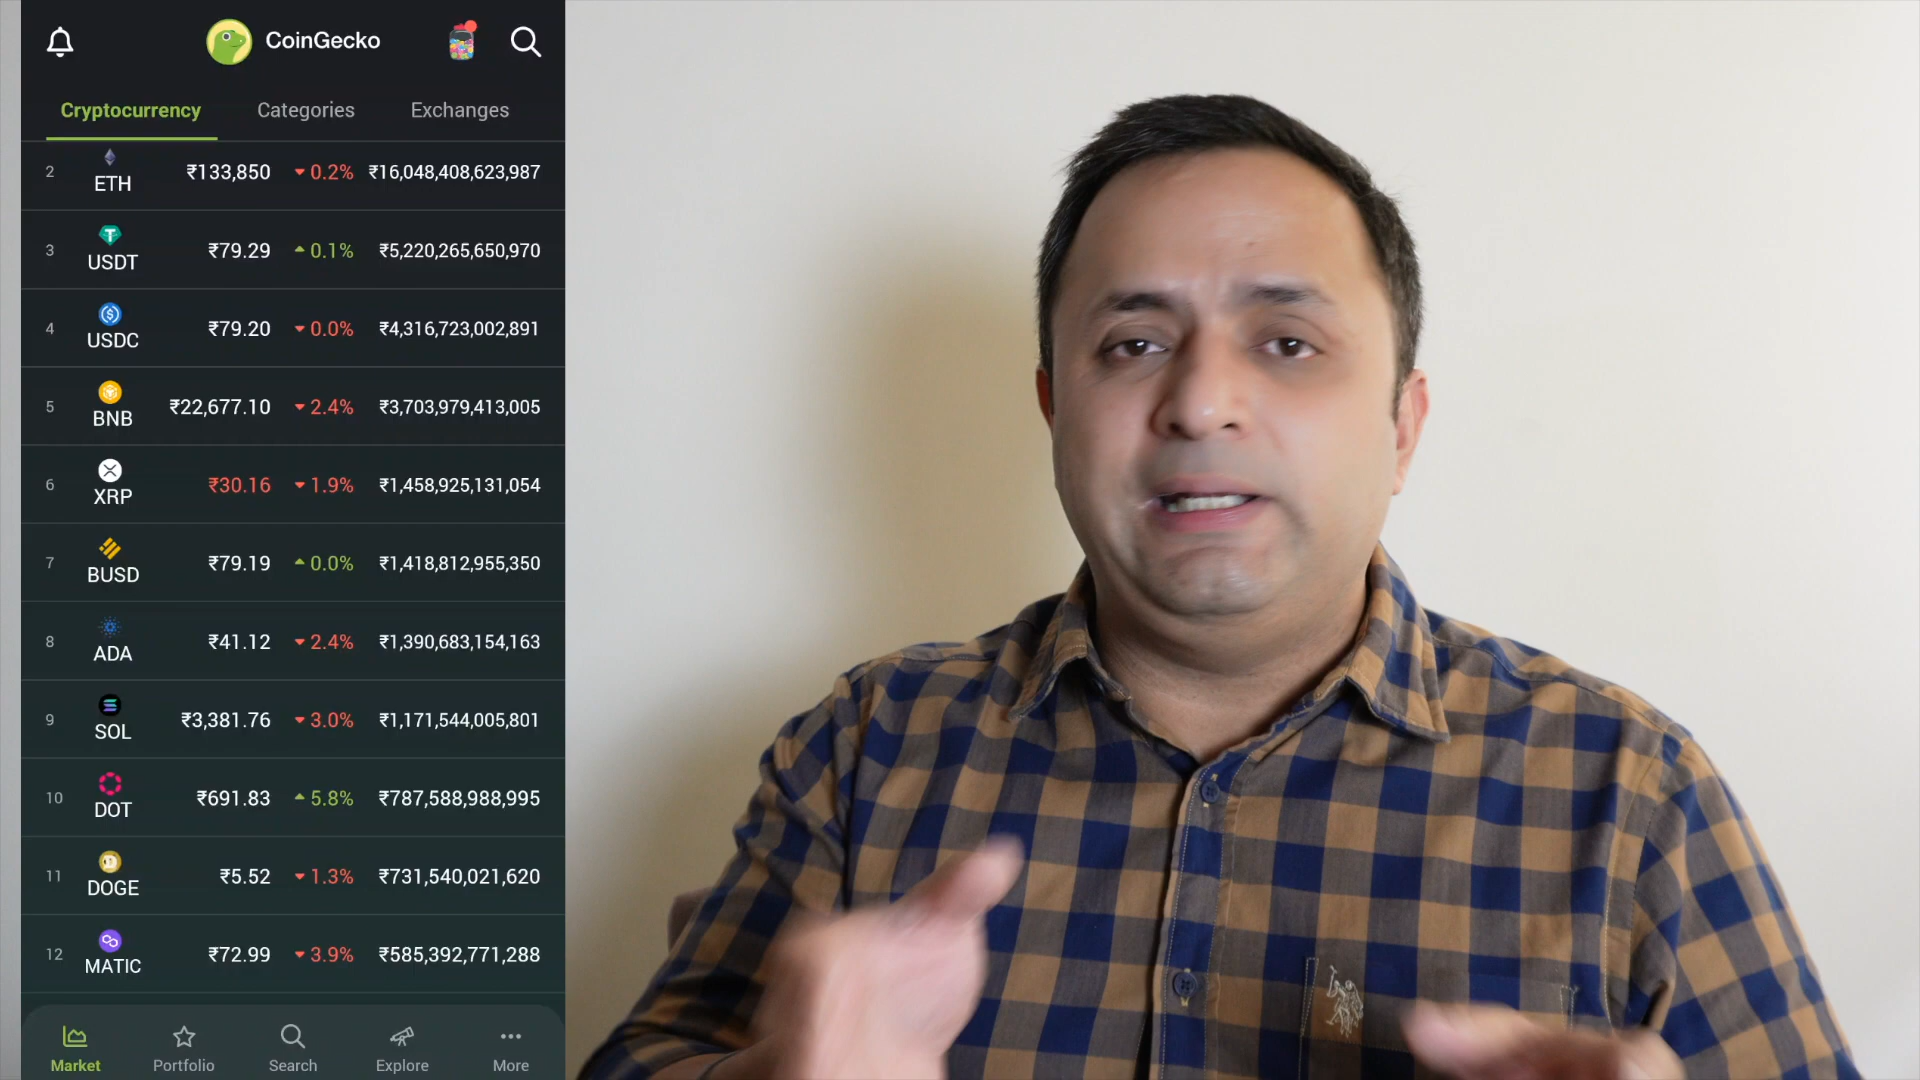 CoinGecko
Cryptocurrency Categories Exchanges
2 ETH ₹133,850 0.2% ₹16,048,408,623,987
3 USDT ₹79.29 0.1% ₹5,220,265,650,970
4 USDC ₹79.20 0.0% ₹4,316,723,002,891
5 BNB ₹22,677.10 2.4% ₹3,703,979,413,005
6 XRP ₹30.16 1.9% ₹1,458,925,131,054
7 BUSD ₹79.19 0.0% ₹1,418,812,955,350
8 ADA ₹41.12 2.4% ₹1,390,683,154,163
9 SOL ₹3,381.76 3.0% ₹1,171,544,005,801
10 DOT ₹691.83 5.8% ₹787,588,988,995
11 DOGE ₹5.52 1.3% ₹731,540,021,620
12 MATIC ₹72.99 3.9% ₹585,392,771,288
Market Portfolio Search Explore More